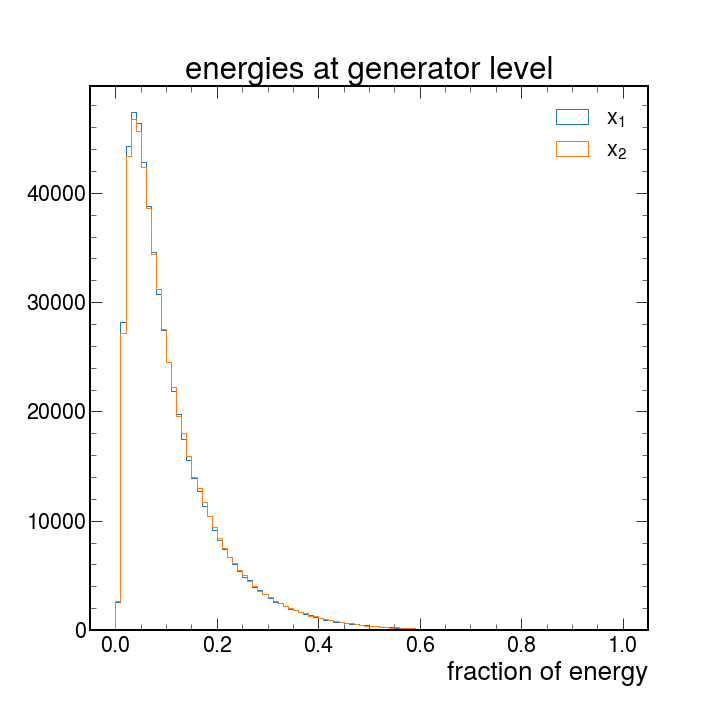 energies at generator level
x₁
x₂
40000
30000
20000
10000
0
0.0 0.2 0.4 0.6 0.8 1.0
fraction of energy